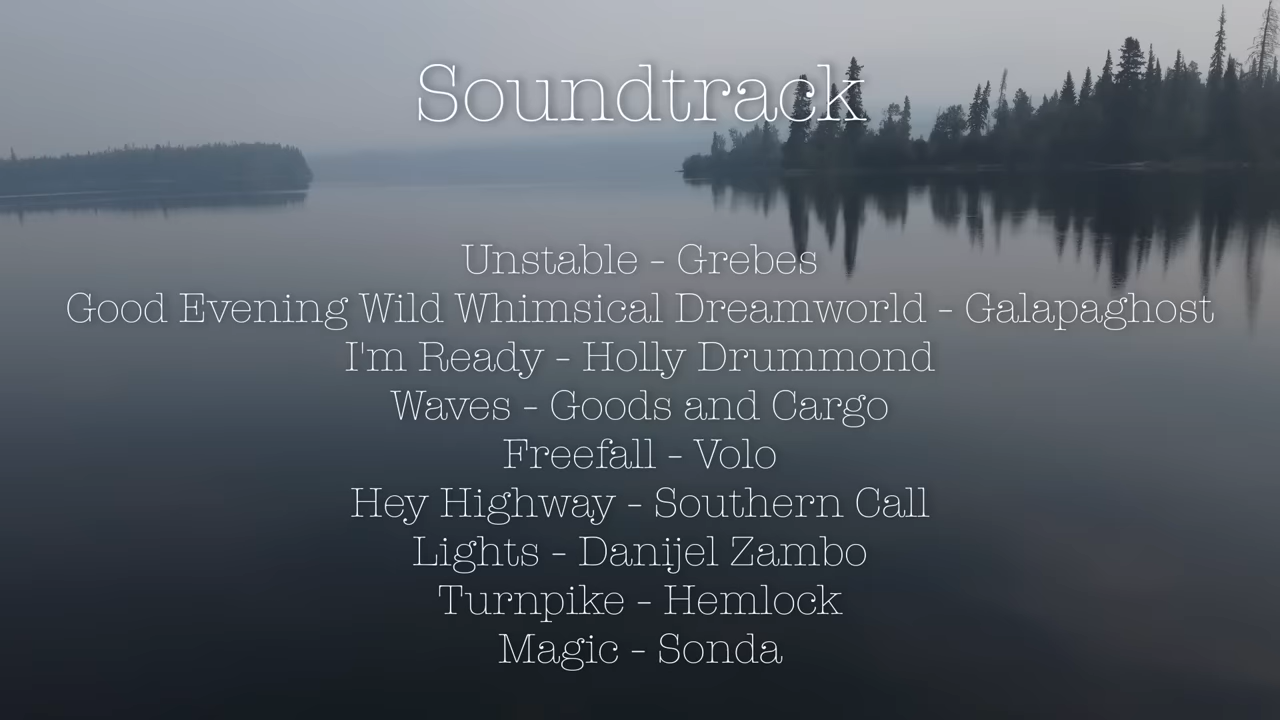 Soundtrack
Unstable - Grebes
Good Evening Wild Whimsical Dreamworld - Galapaghost
I'm Ready - Holly Drummond
Waves - Goods and Cargo
Freefall - Volo
Hey Highway - Southern Call
Lights - Danijel Zambo
Turnpike - Hemlock
Magic - Sonda